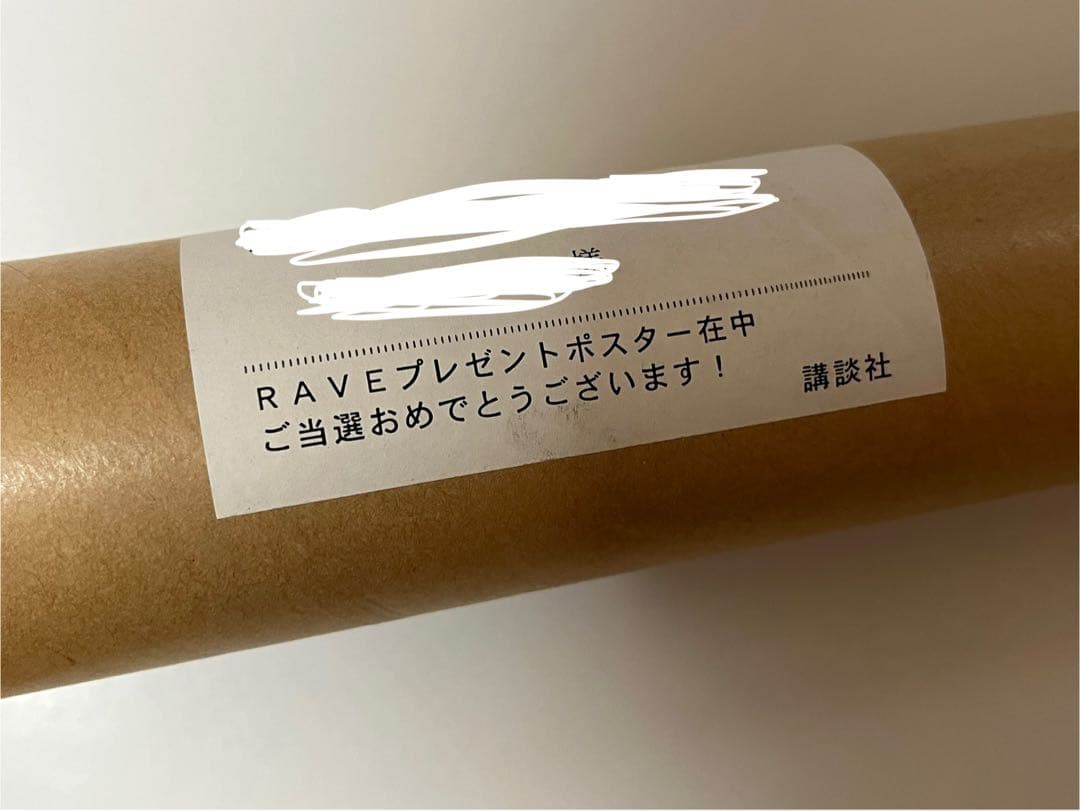 様
RAVEプレゼントポスター在中
ご当選おめでとうございます！
講談社